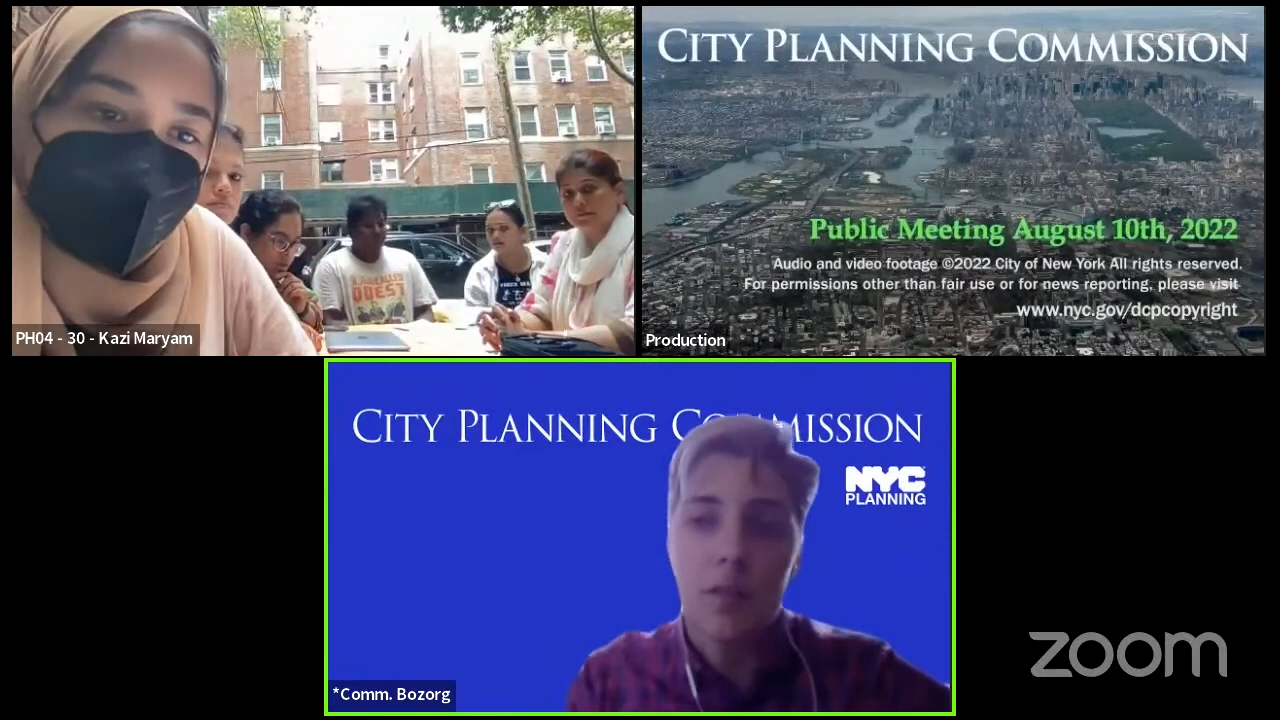 PH04 - 30 - Kazi Maryam
CITY PLANNING COMMISSION
Public Meeting August 10th, 2022
Audio and video footage ©2022 City of New York All rights reserved.
For permissions other than fair use or for news reporting, please visit
www.nyc.gov/dcpcopyright
Production
CITY PLANNING COMMISSION
NYC
PLANNING
*Comm. Bozorg
zoom